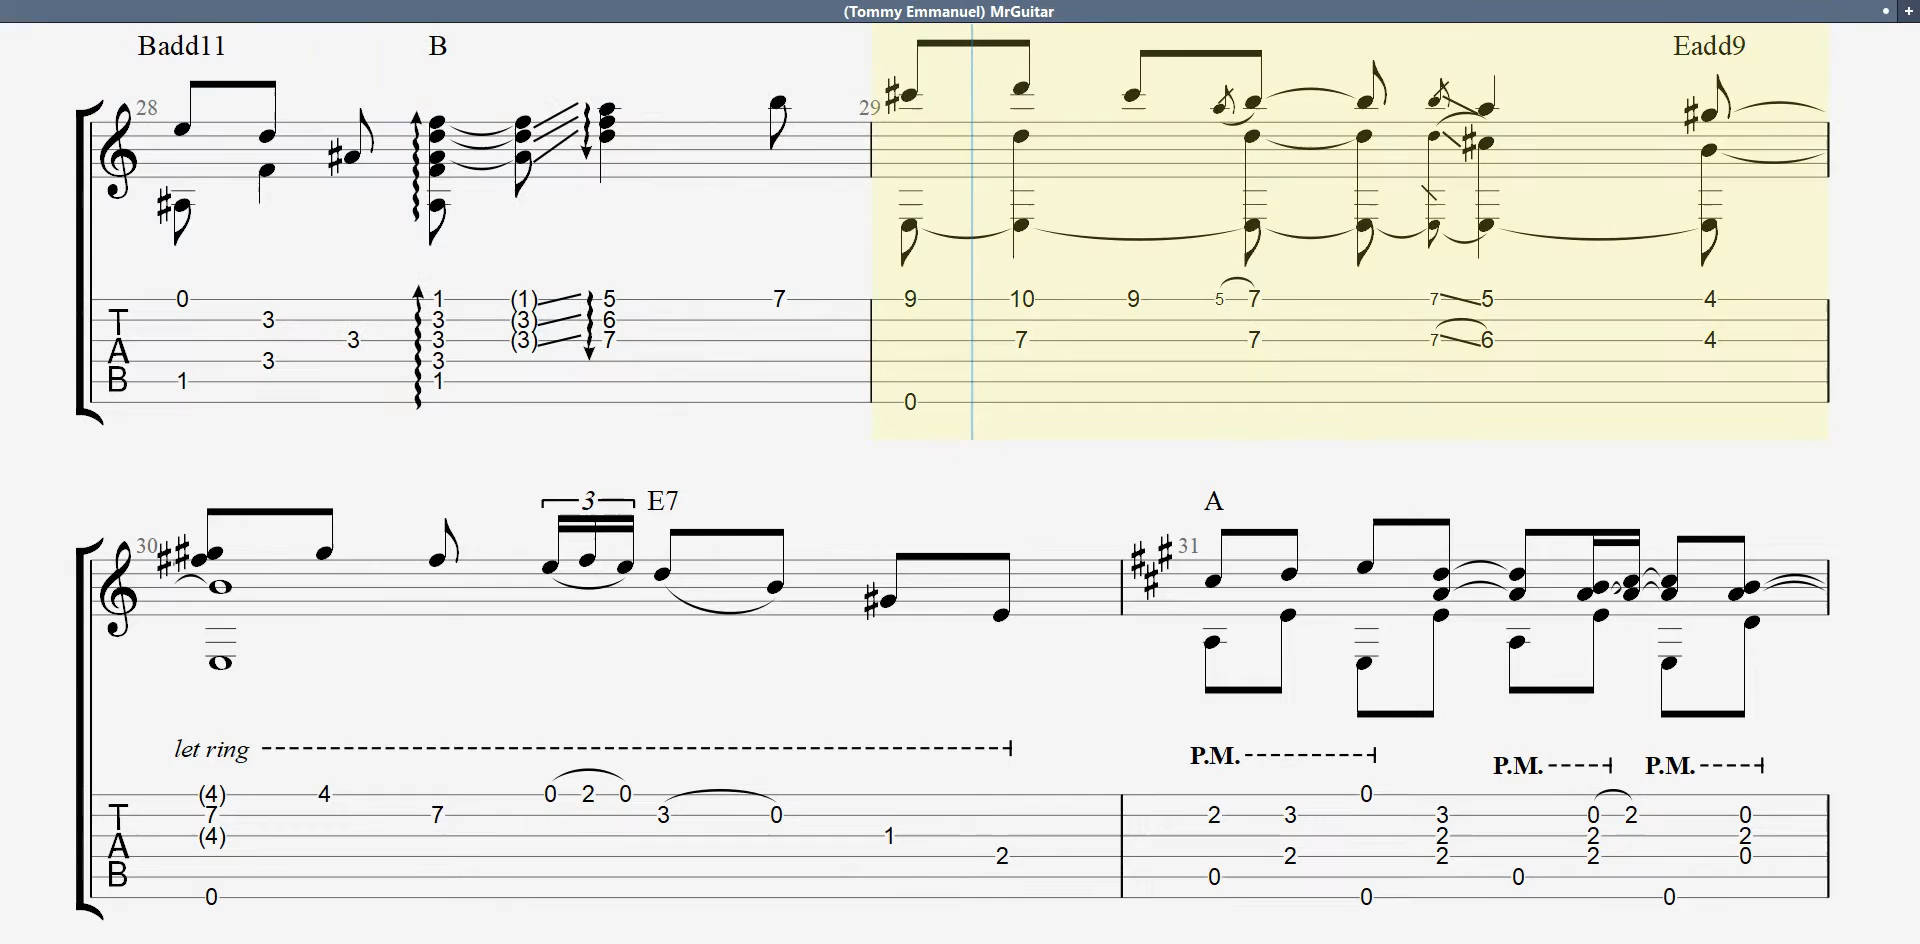 (Tommy Emmanuel) MrGuitar
Badd11 B Eadd9
28 29
0 1 (1) 5 7 9 10 9 5 7 7 5 4
T 3 3 (3) 6
3 3 (3) 7 7 7 7 6 4
A 3 3
B 1 1
0
3 E7 A
30 31
let ring P.M. P.M. P.M.
(4) 4 0 2 0 0
T 7 7 3 0 2 3 3 0 2 0
(4) 1 2 2 2
A 2 2 2 2 0
B 0 0
0 0 0